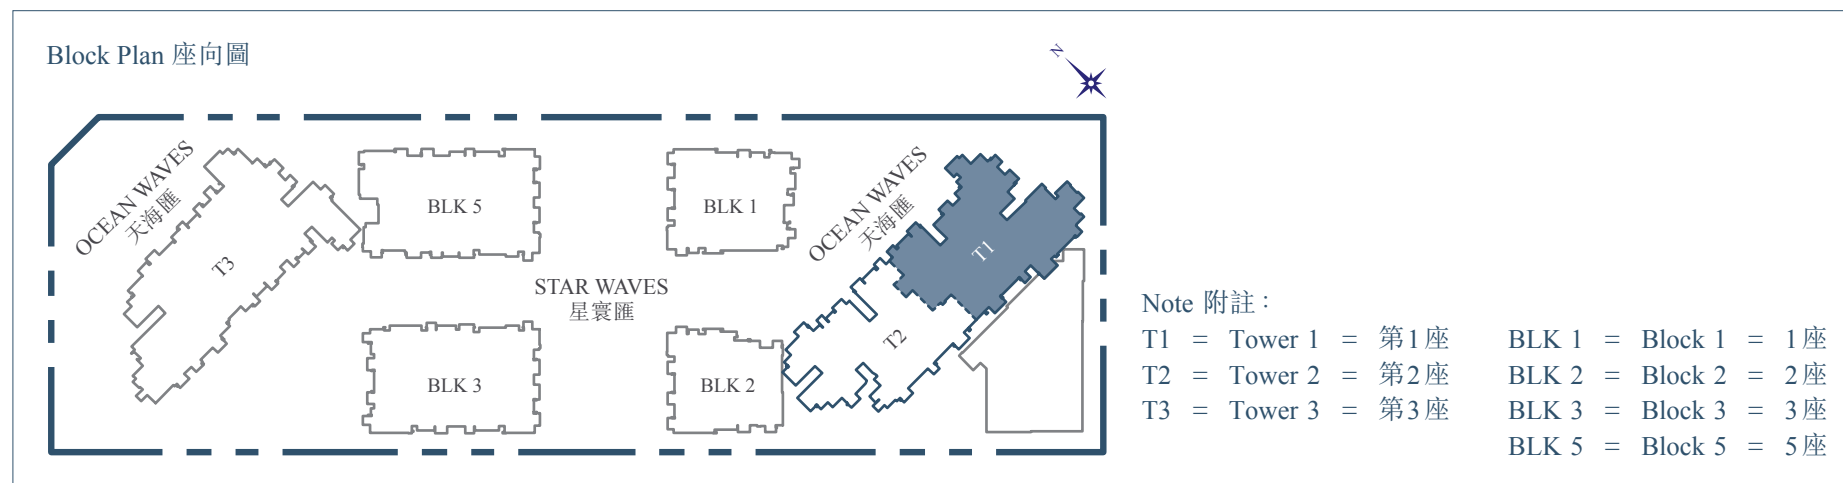 Block Plan 座向圖
N
OCEAN WAVES
天海匯
T3
BLK 5
BLK 1
OCEAN WAVES
天海匯
T1
STAR WAVES
星寰匯
BLK 3
BLK 2
T2
Note 附註：
T1 = Tower 1 = 第1座 BLK 1 = Block 1 = 1座
T2 = Tower 2 = 第2座 BLK 2 = Block 2 = 2座
T3 = Tower 3 = 第3座 BLK 3 = Block 3 = 3座
BLK 5 = Block 5 = 5座